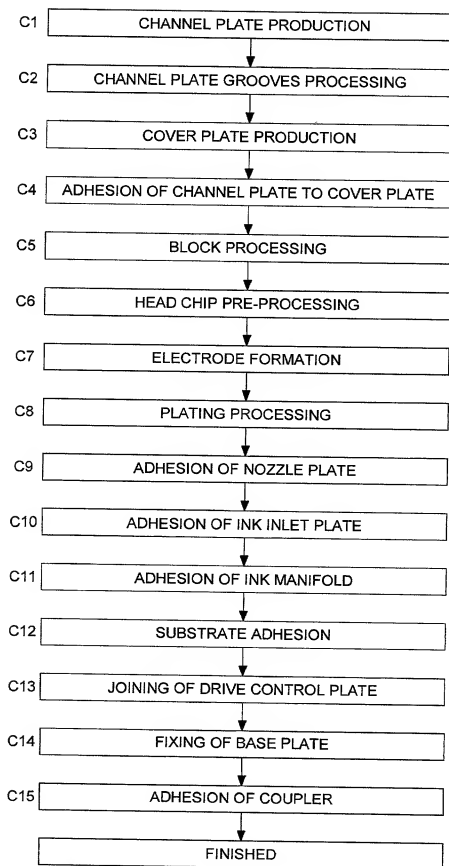 C1 CHANNEL PLATE PRODUCTION
C2 CHANNEL PLATE GROOVES PROCESSING
C3 COVER PLATE PRODUCTION
C4 ADHESION OF CHANNEL PLATE TO COVER PLATE
C5 BLOCK PROCESSING
C6 HEAD CHIP PRE-PROCESSING
C7 ELECTRODE FORMATION
C8 PLATING PROCESSING
C9 ADHESION OF NOZZLE PLATE
C10 ADHESION OF INK INLET PLATE
C11 ADHESION OF INK MANIFOLD
C12 SUBSTRATE ADHESION
C13 JOINING OF DRIVE CONTROL PLATE
C14 FIXING OF BASE PLATE
C15 ADHESION OF COUPLER
FINISHED